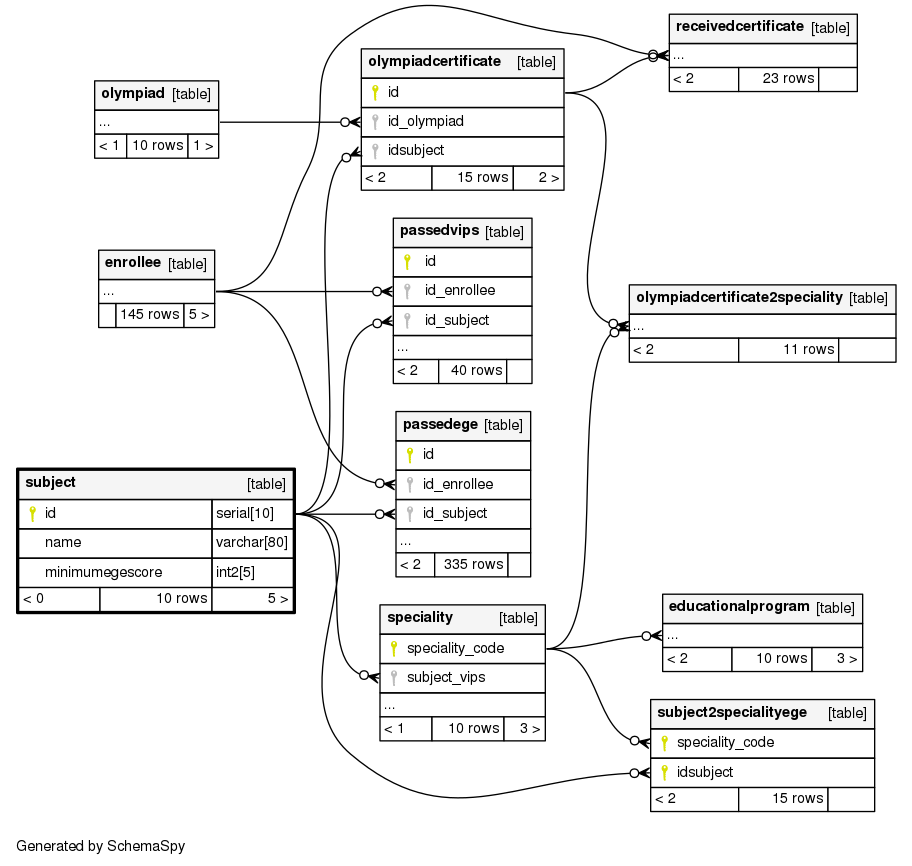 receivedcertificate [table]
...
< 2 23 rows
olympiadcertificate [table]
id
id_olympiad
idsubject
< 2 15 rows 2 >
olympiad [table]
...
< 1 10 rows 1 >
passedvips [table]
id
id_enrollee
id_subject
...
< 2 40 rows
enrollee [table]
...
145 rows 5 >
olympiadcertificate2speciality [table]
...
< 2 11 rows
passedege [table]
id
id_enrollee
id_subject
...
< 2 335 rows
subject [table]
id serial[10]
name varchar[80]
minimumegescore int2[5]
< 0 10 rows 5 >
speciality [table]
speciality_code
subject_vips
...
< 1 10 rows 3 >
educationalprogram [table]
...
< 2 10 rows 3 >
subject2specialityege [table]
speciality_code
idsubject
< 2 15 rows
Generated by SchemaSpy